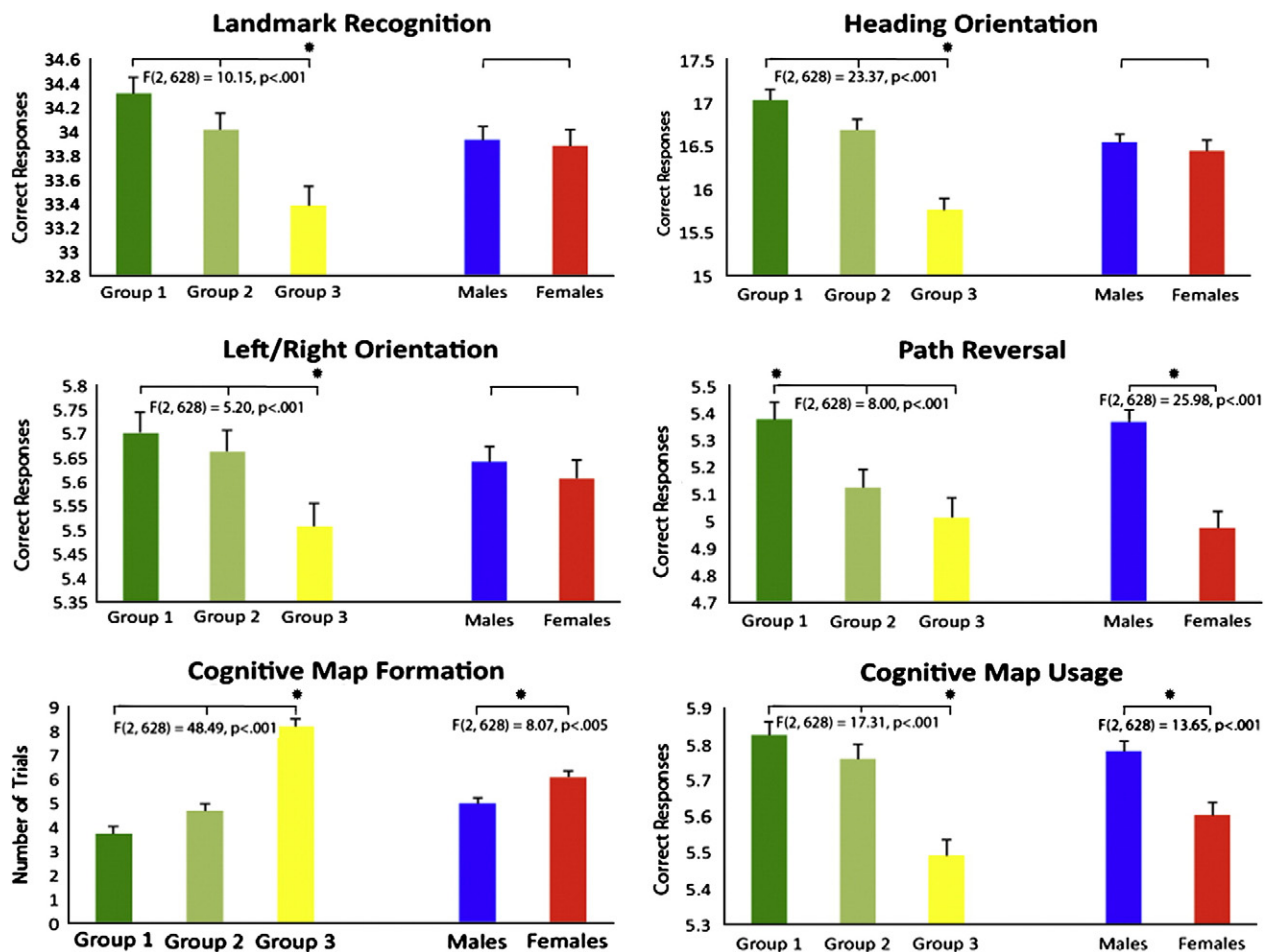 Landmark Recognition
Correct Responses
34.6
34.4
34.2
34
33.8
33.6
33.4
33.2
33
32.8
F(2, 628) = 10.15, p<.001
Group 1 Group 2 Group 3 Males Females
Heading Orientation
Correct Responses
17.5
17
16.5
16
15.5
15
F(2, 628) = 23.37, p<.001
Group 1 Group 2 Group 3 Males Females
Left/Right Orientation
Correct Responses
5.8
5.75
5.7
5.65
5.6
5.55
5.5
5.45
5.4
5.35
F(2, 628) = 5.20, p<.001
Group 1 Group 2 Group 3 Males Females
Path Reversal
Correct Responses
5.5
5.4
5.3
5.2
5.1
5
4.9
4.8
4.7
F(2, 628) = 8.00, p<.001
F(2, 628) = 25.98, p<.001
Group 1 Group 2 Group 3 Males Females
Cognitive Map Formation
Number of Trials
9
8
7
6
5
4
3
2
1
0
F(2, 628) = 48.49, p<.001
F(2, 628) = 8.07, p<.005
Group 1 Group 2 Group 3 Males Females
Cognitive Map Usage
Correct Responses
5.9
5.8
5.7
5.6
5.5
5.4
5.3
F(2, 628) = 17.31, p<.001
F(2, 628) = 13.65, p<.001
Group 1 Group 2 Group 3 Males Females